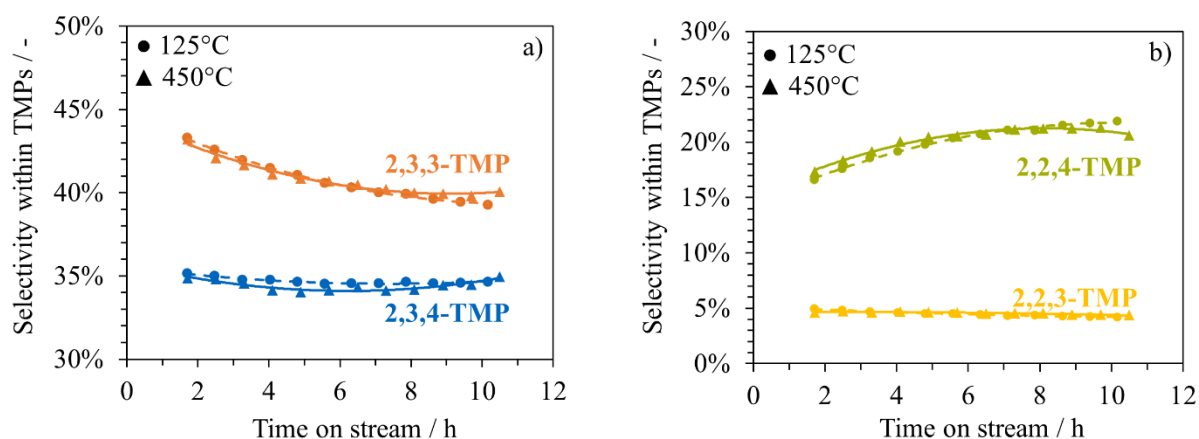 50%
45%
40%
35%
30%
Selectivity within TMPs / -
● 125°C
▲ 450°C
a)
2,3,3-TMP
2,3,4-TMP
0 2 4 6 8 10 12
Time on stream / h
30%
25%
20%
15%
10%
5%
0%
Selectivity within TMPs / -
● 125°C
▲ 450°C
b)
2,2,4-TMP
2,2,3-TMP
0 2 4 6 8 10 12
Time on stream / h